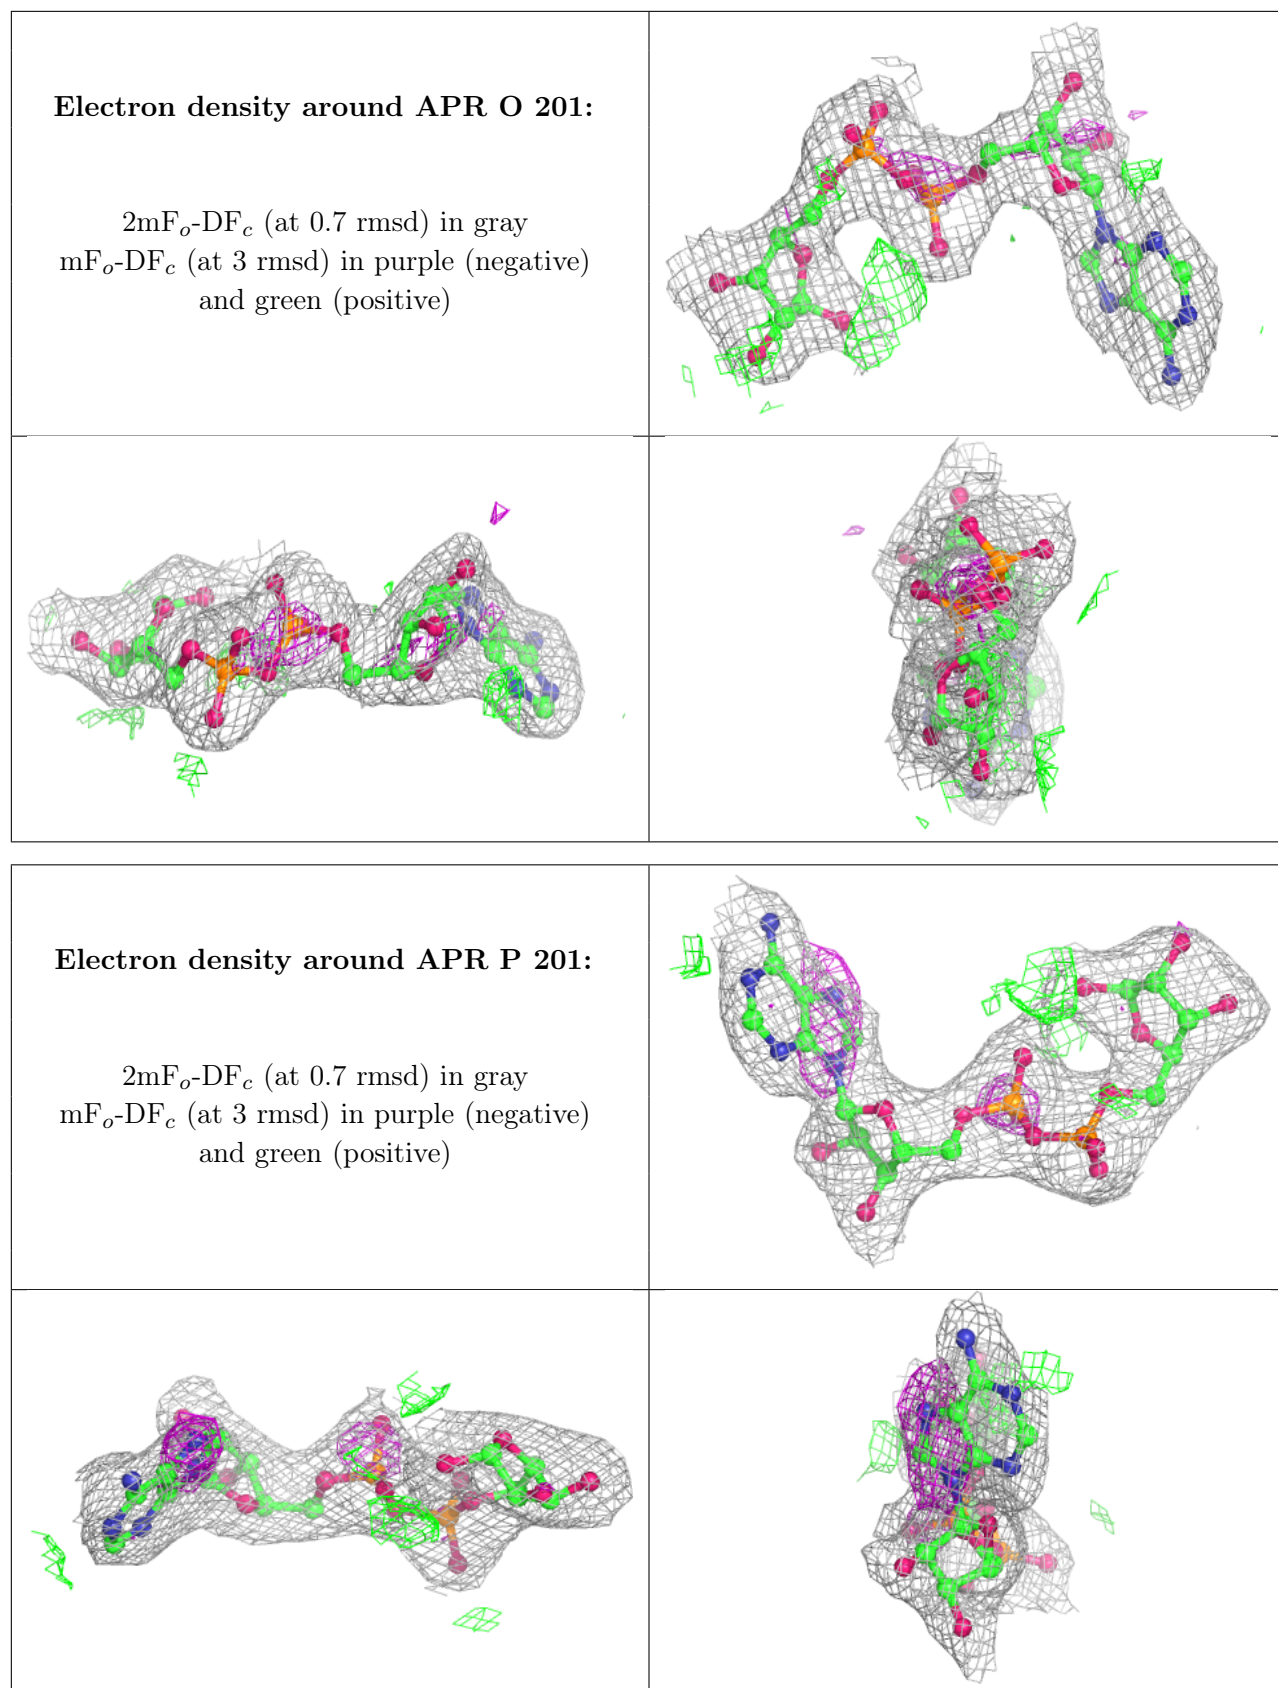 Electron density around APR O 201:
2mFₒ-DF𝒸 (at 0.7 rmsd) in gray
mFₒ-DF𝒸 (at 3 rmsd) in purple (negative)
and green (positive)
Electron density around APR P 201:
2mFₒ-DF𝒸 (at 0.7 rmsd) in gray
mFₒ-DF𝒸 (at 3 rmsd) in purple (negative)
and green (positive)